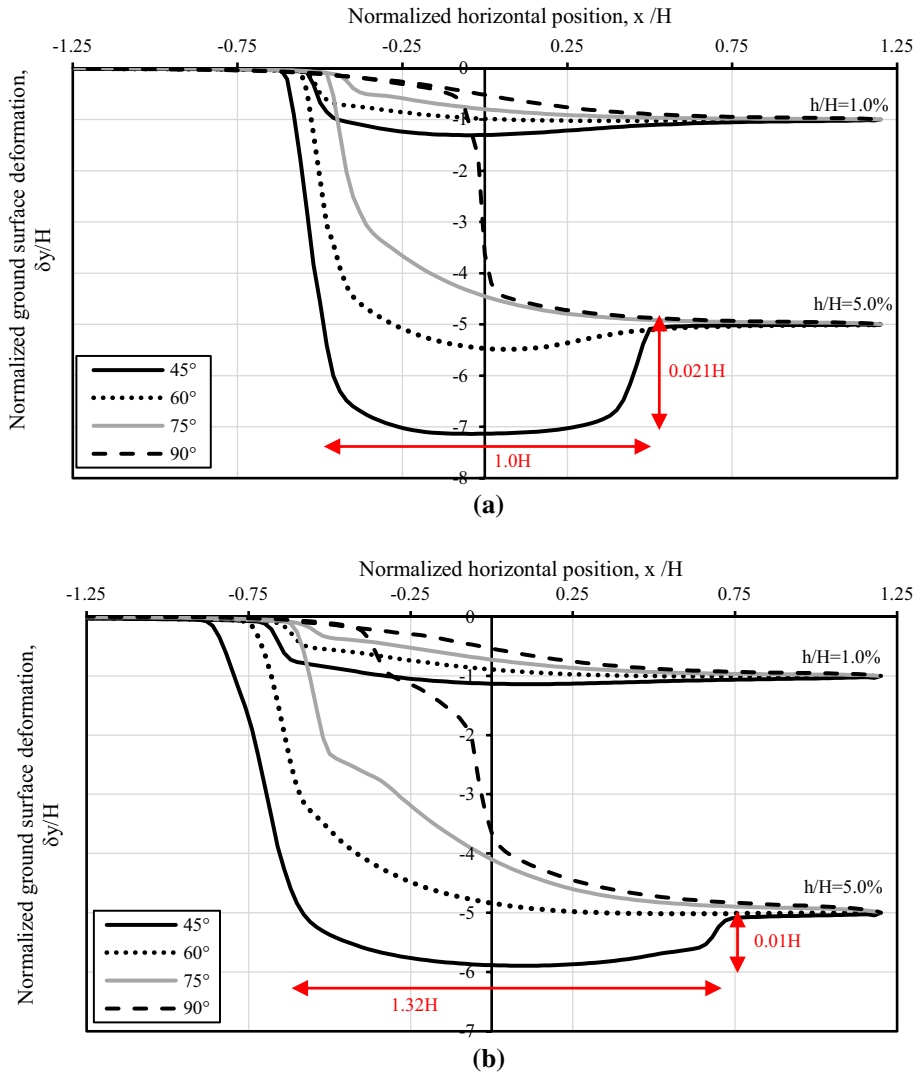 Normalized horizontal position, x /H
-1.25 -0.75 -0.25 0.25 0.75 1.25
Normalized ground surface deformation,
δy/H
0
-1
-2
-3
-4
-5
-6
-7
-8
h/H=1.0%
h/H=5.0%
0.021H
1.0H
45°
60°
75°
90°
(a)
Normalized horizontal position, x /H
-1.25 -0.75 -0.25 0.25 0.75 1.25
Normalized ground surface deformation,
δy/H
0
-1
-2
-3
-4
-5
-6
-7
h/H=1.0%
h/H=5.0%
0.01H
1.32H
45°
60°
75°
90°
(b)